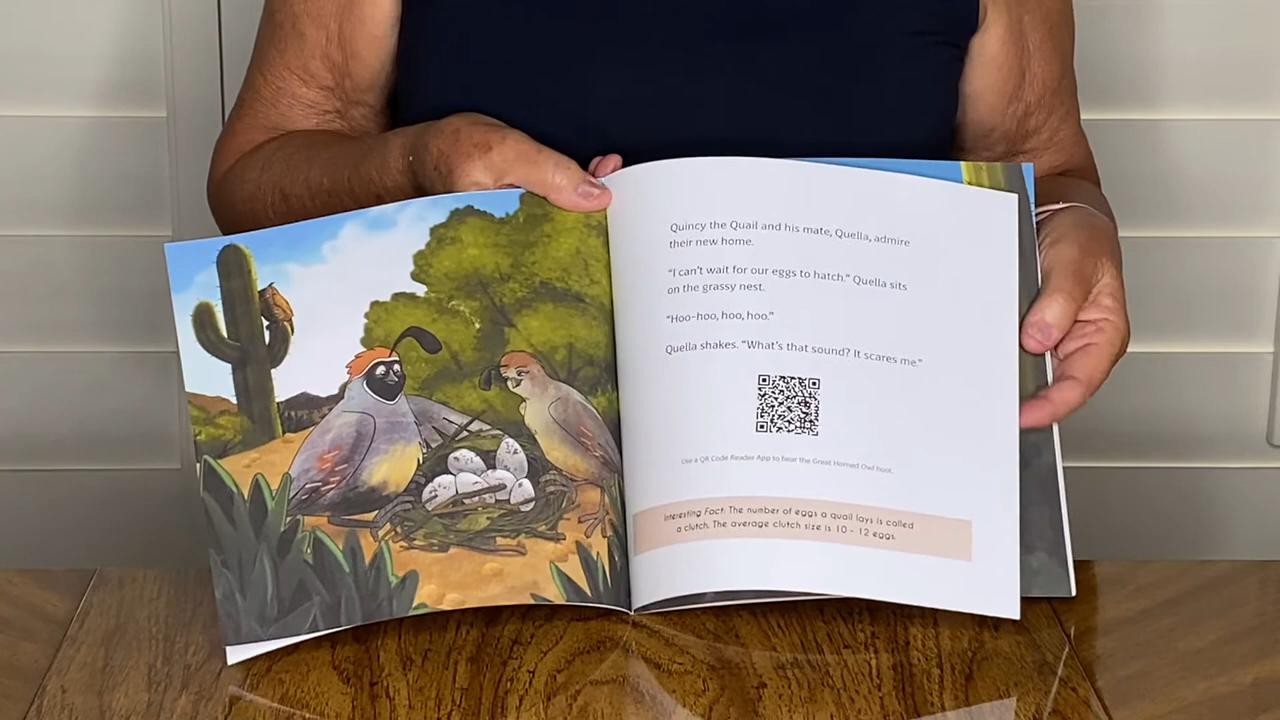 Quincy the Quail and his mate, Quella, admire
their new home.
"I can't wait for our eggs to hatch." Quella sits
on the grassy nest.
"Hoo-hoo, hoo, hoo."
Quella shakes. "What's that sound? It scares me."
Use a QR Code Reader App to hear the Great Horned Owl hoot.
Interesting Fact: The number of eggs a quail lays is called
a clutch. The average clutch size is 10 - 12 eggs.